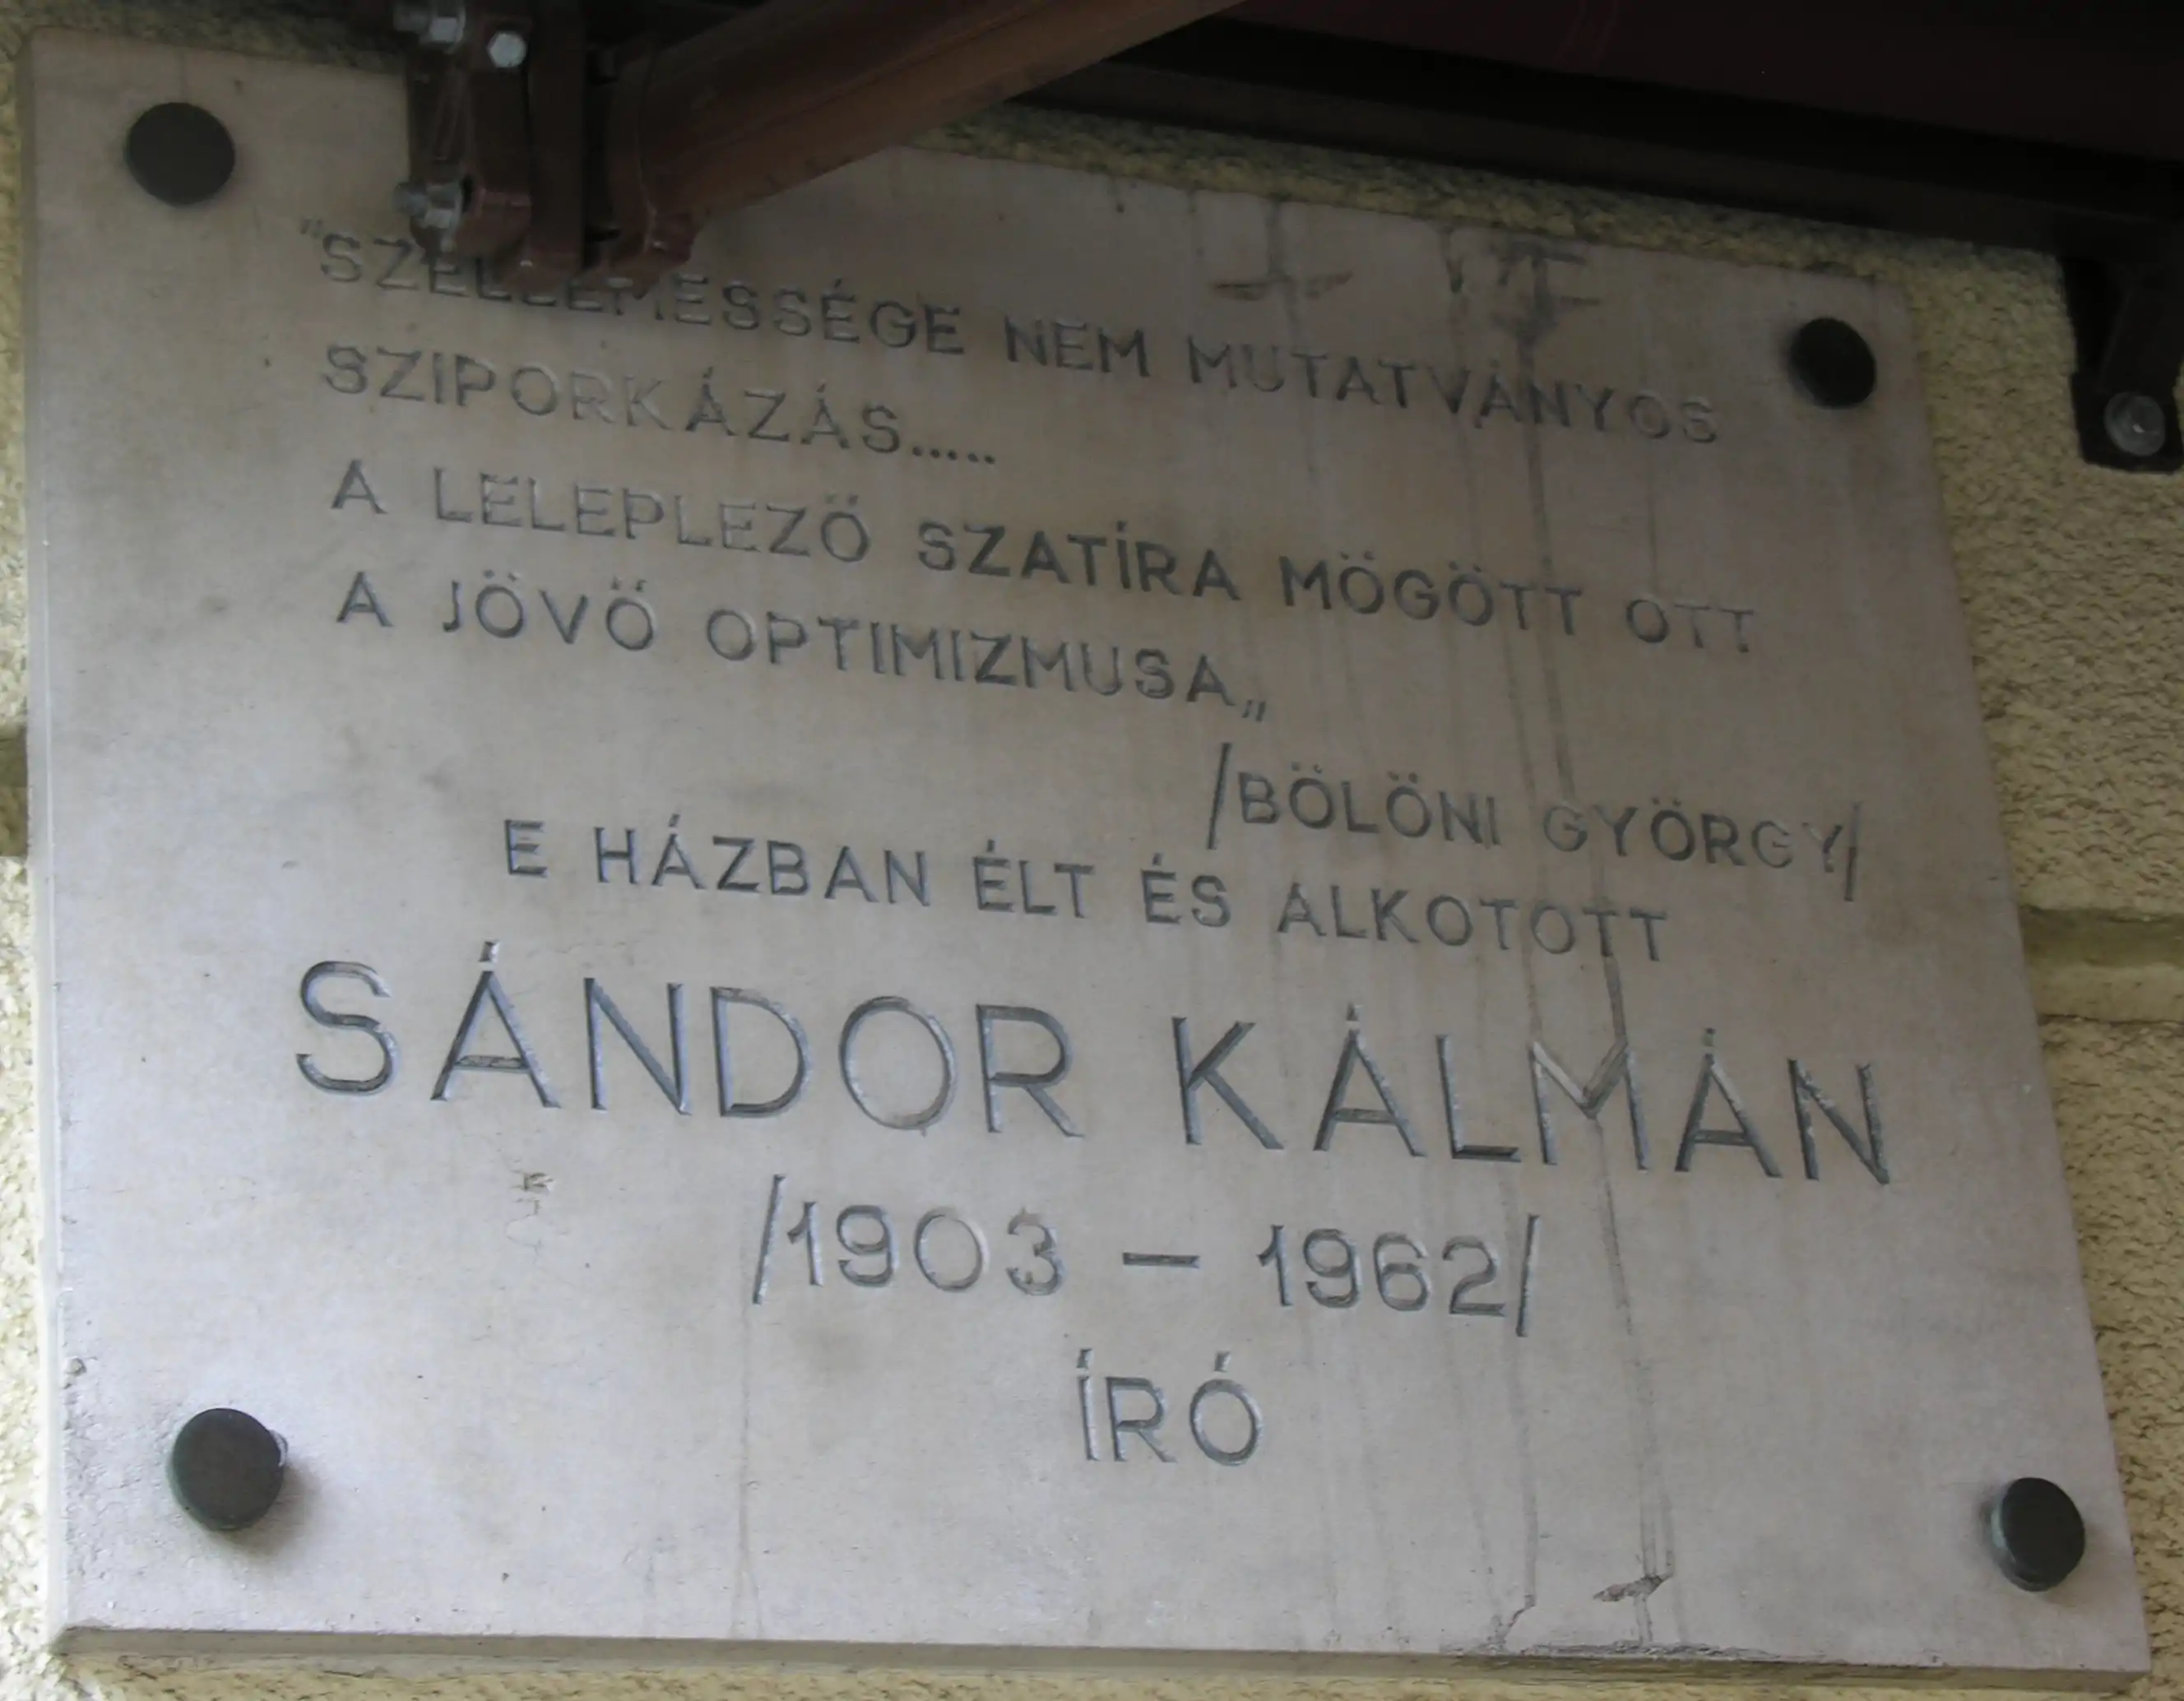 "SZELLEMESSÉGE NEM MUTATVÁNYOS
SZIPORKÁZÁS.....
A LELEPLEZŐ SZATÍRA MÖGÖTT OTT
A JÖVŐ OPTIMIZMUSA„
/BÖLÖNI GYÖRGY/
E HÁZBAN ÉLT ÉS ALKOTOTT
SÁNDOR KÁLMÁN
/1903 – 1962/
ÍRÓ